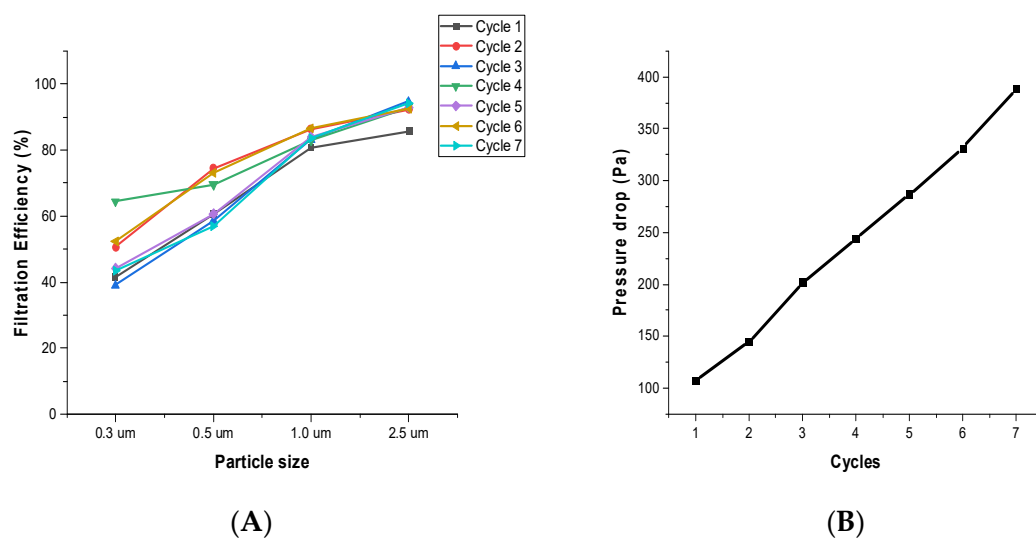 Cycle 1
Cycle 2
Cycle 3
Cycle 4
Cycle 5
Cycle 6
Cycle 7
Filtration Efficiency (%)
100
80
60
40
20
0
0.3 um 0.5 um 1.0 um 2.5 um
Particle size
(A)
Pressure drop (Pa)
400
350
300
250
200
150
100
1 2 3 4 5 6 7
Cycles
(B)